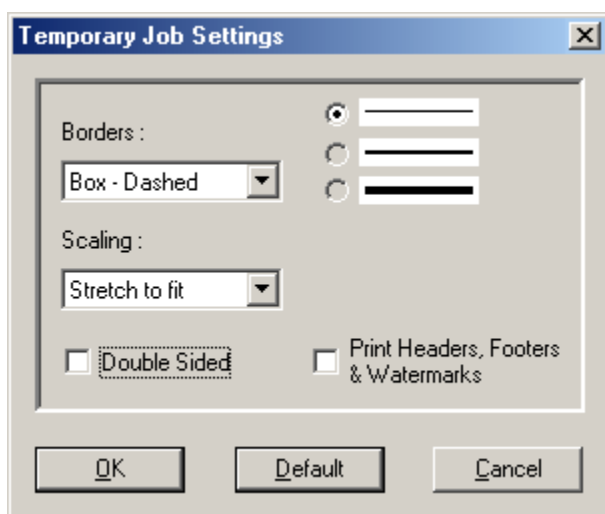 Temporary Job Settings
Borders :
Box - Dashed
Scaling :
Stretch to fit
Double Sided
Print Headers, Footers
& Watermarks
OK
Default
Cancel